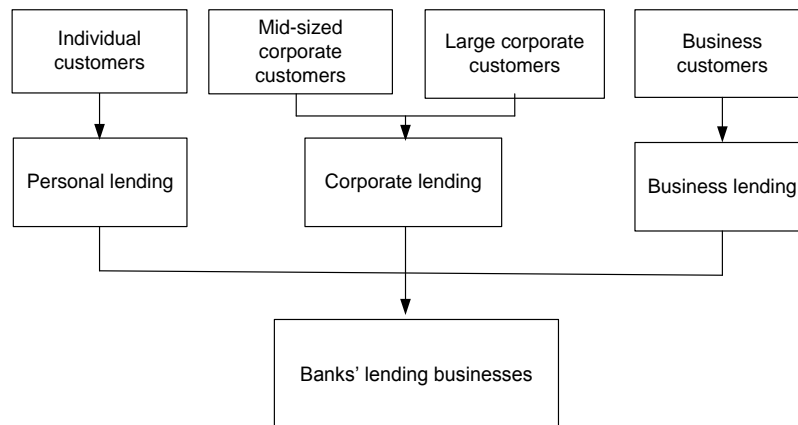 Individual
customers
Mid-sized
corporate
customers
Large corporate
customers
Business
customers
Personal lending
Corporate lending
Business lending
Banks’ lending businesses